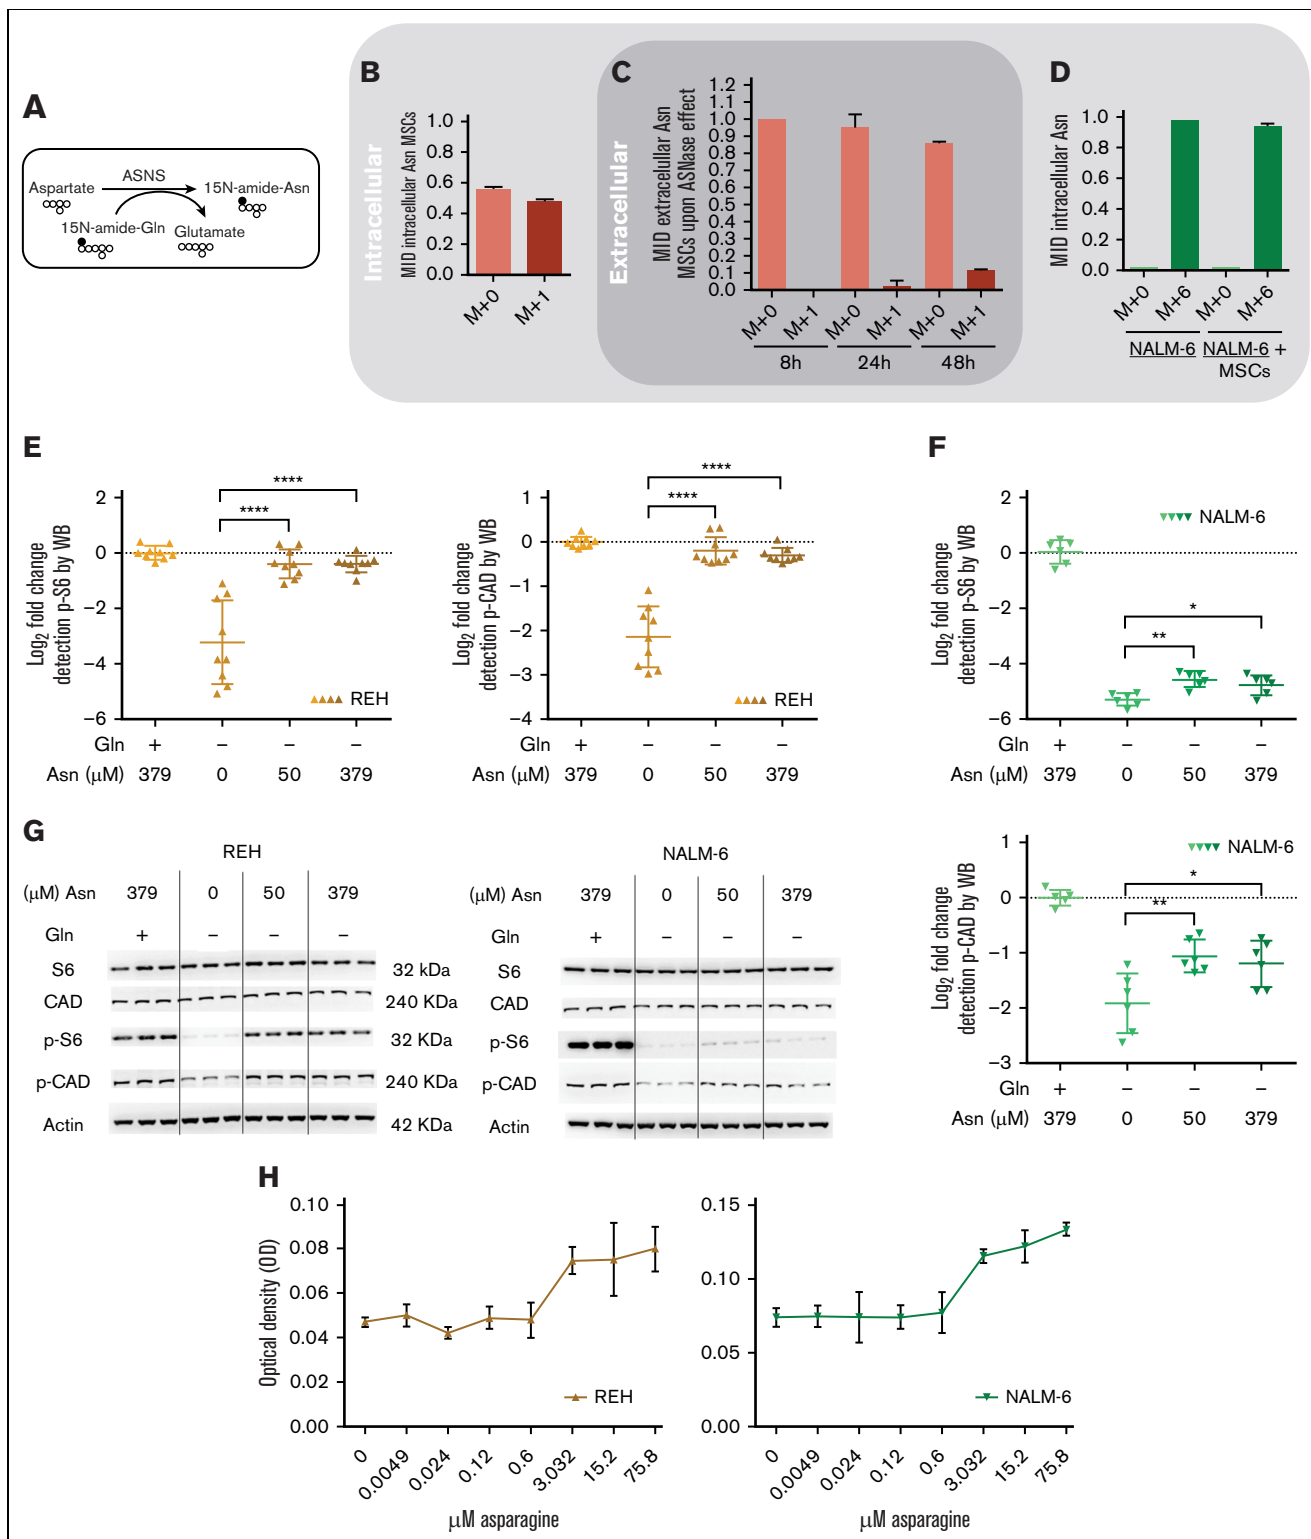 A
Aspartate
ASNS
15N-amide-Asn
15N-amide-Gln
Glutamate
Intracellular
B
MID intracellular Asn MSCs
1.0
0.8
0.6
0.4
0.2
0.0
M+0
M+1
Extracellular
C
MID extracellular Asn
MSCs upon ASNase effect
1.2
1.1
1.0
0.9
0.8
0.7
0.6
0.5
0.4
0.3
0.2
0.1
0.0
M+0
M+1
M+0
M+1
M+0
M+1
8h
24h
48h
D
MID intracellular Asn
1.0
0.8
0.6
0.4
0.2
0.0
M+0
M+6
M+0
M+6
NALM-6
NALM-6 +
MSCs
E
Log2 fold change
detection p-S6 by WB
2
0
−2
−4
−6
****
****
REH
Gln + − − −
Asn (μM) 379 0 50 379
Log2 fold change
detection p-CAD by WB
1
0
−1
−2
−3
−4
****
****
REH
+ − − −
379 0 50 379
F
Log2 fold change
detection p-S6 by WB
2
0
−2
−4
−6
NALM-6
*
**
Gln + − − −
Asn (μM) 379 0 50 379
Log2 fold change
detection p-CAD by WB
1
0
−1
−2
−3
NALM-6
*
**
Gln + − − −
Asn (μM) 379 0 50 379
G
REH
(μM) Asn 379 0 50 379
Gln + − − −
S6 32 kDa
CAD 240 KDa
p-S6 32 KDa
p-CAD 240 KDa
Actin 42 KDa
NALM-6
(μM) Asn 379 0 50 379
Gln + − − −
S6
CAD
p-S6
p-CAD
Actin
H
Optical density (OD)
0.10
0.08
0.06
0.04
0.02
0.00
REH
0
0.0049
0.024
0.12
0.6
3.032
15.2
75.8
μM asparagine
0.15
0.10
0.05
0.00
NALM-6
0
0.0049
0.024
0.12
0.6
3.032
15.2
75.8
μM asparagine